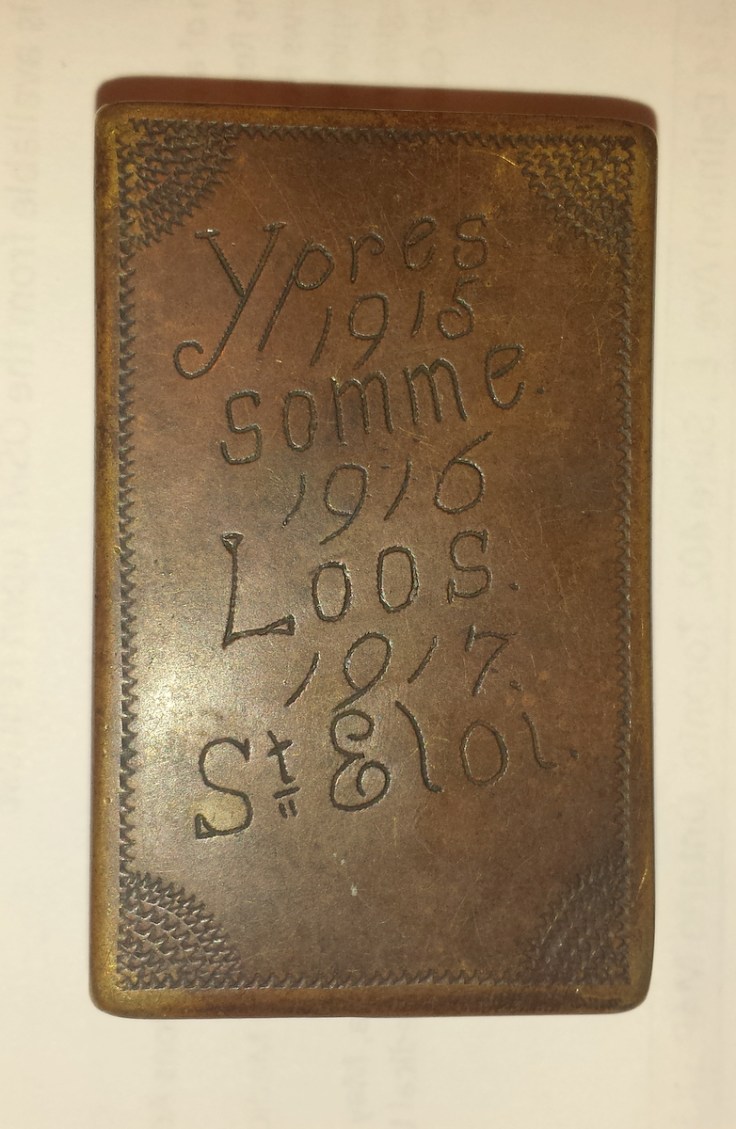 Ypres.
1915
somme.
1916
Loos.
1917.
St Eloi.